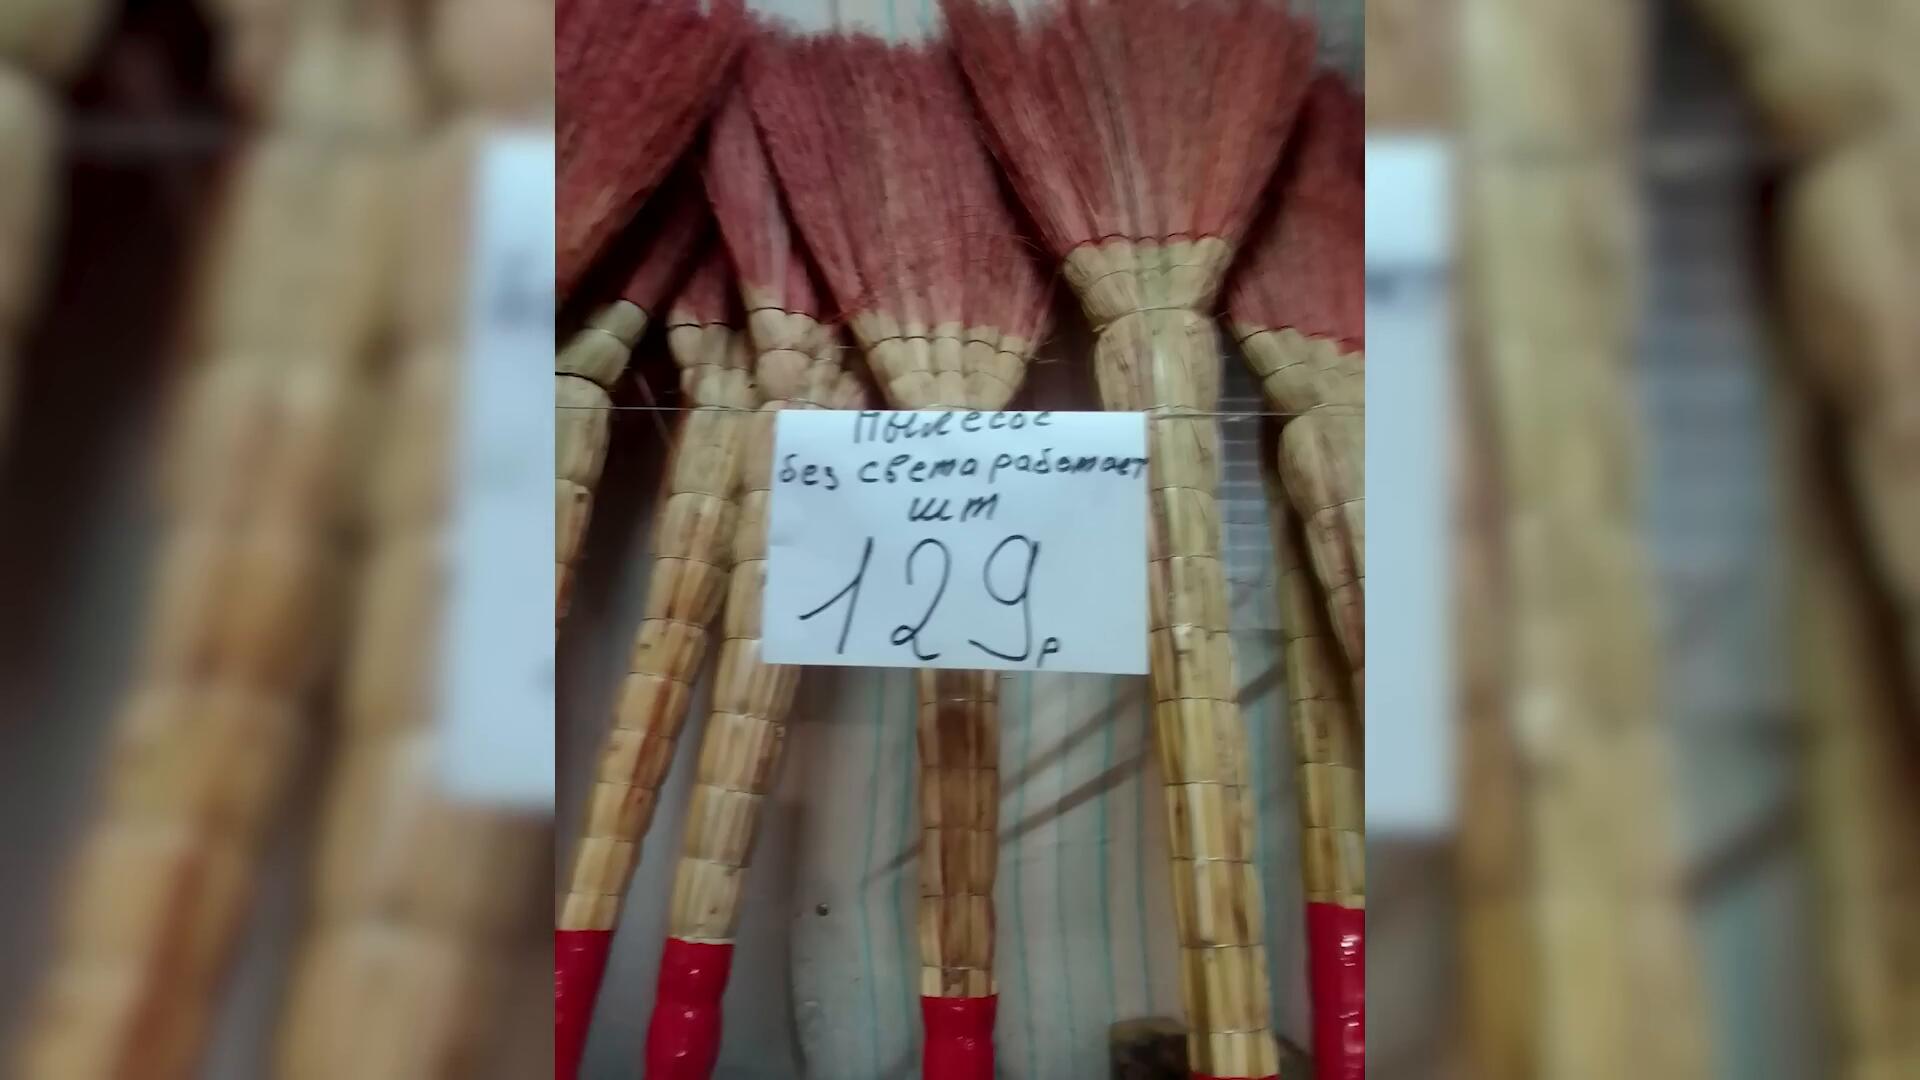 Пылесос
без света работает
шт
129р